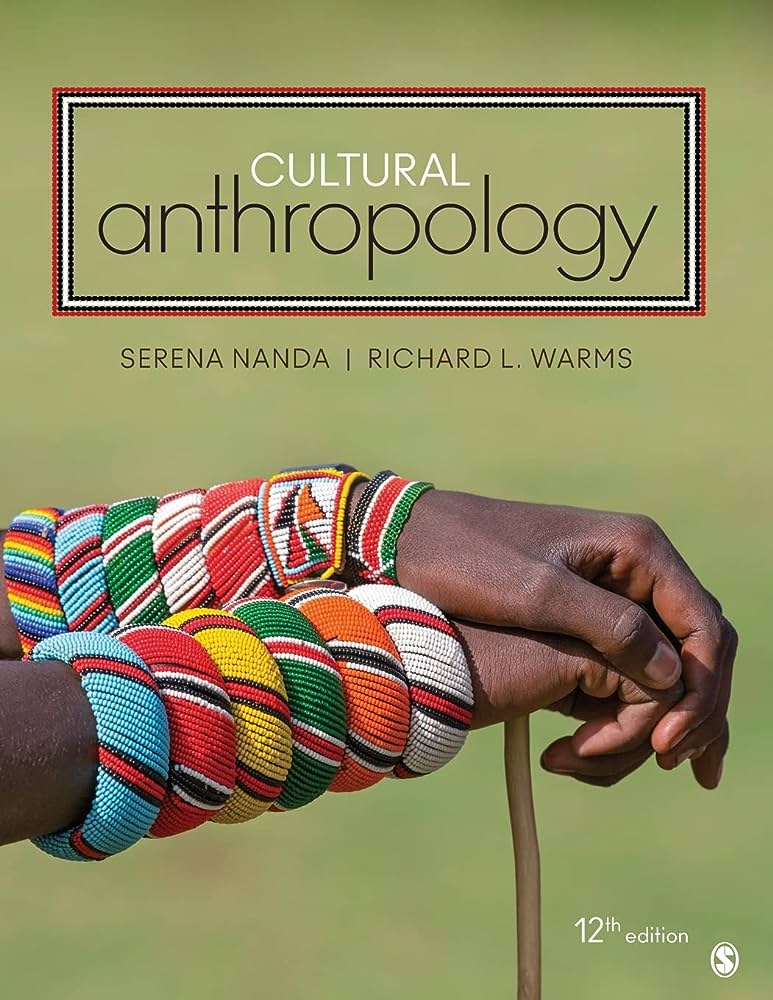 CULTURAL
anthropology
SERENA NANDA | RICHARD L. WARMS
12th edition
S